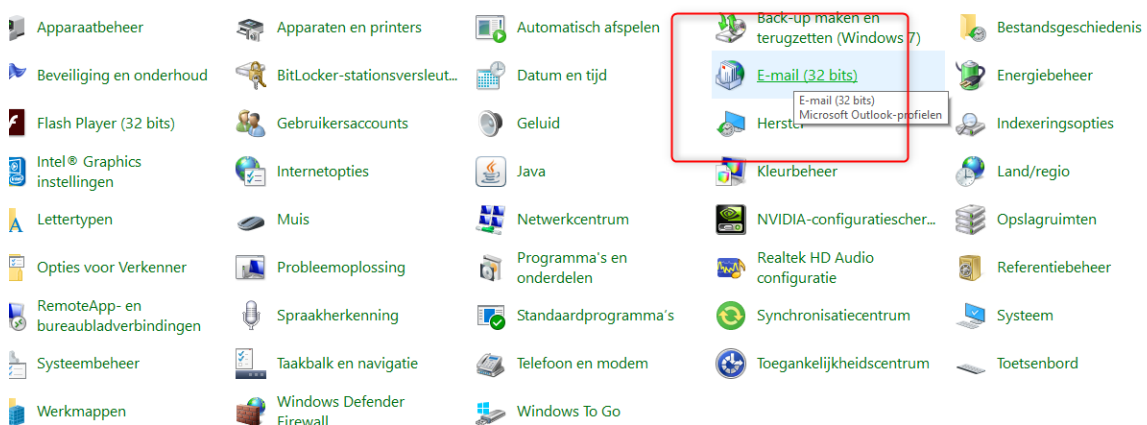 Apparaatbeheer
Apparaten en printers
Automatisch afspelen
Back-up maken en
terugzetten (Windows 7)
Bestandsgeschiedenis
Beveiliging en onderhoud
BitLocker-stationsversleut...
Datum en tijd
E-mail (32 bits)
Energiebeheer
E-mail (32 bits)
Microsoft Outlook-profielen
Flash Player (32 bits)
Gebruikersaccounts
Geluid
Herstel
Indexeringsopties
Intel® Graphics
instellingen
Internetopties
Java
Kleurbeheer
Land/regio
Lettertypen
Muis
Netwerkcentrum
NVIDIA-configuratiescher...
Opslagruimten
Opties voor Verkenner
Probleemoplossing
Programma's en
onderdelen
Realtek HD Audio
configuratie
Referentiebeheer
RemoteApp- en
bureaubladverbindingen
Spraakherkenning
Standaardprogramma's
Synchronisatiecentrum
Systeem
Systeembeheer
Taakbalk en navigatie
Telefoon en modem
Toegankelijkheidscentrum
Toetsenbord
Werkmappen
Windows Defender
Firewall
Windows To Go